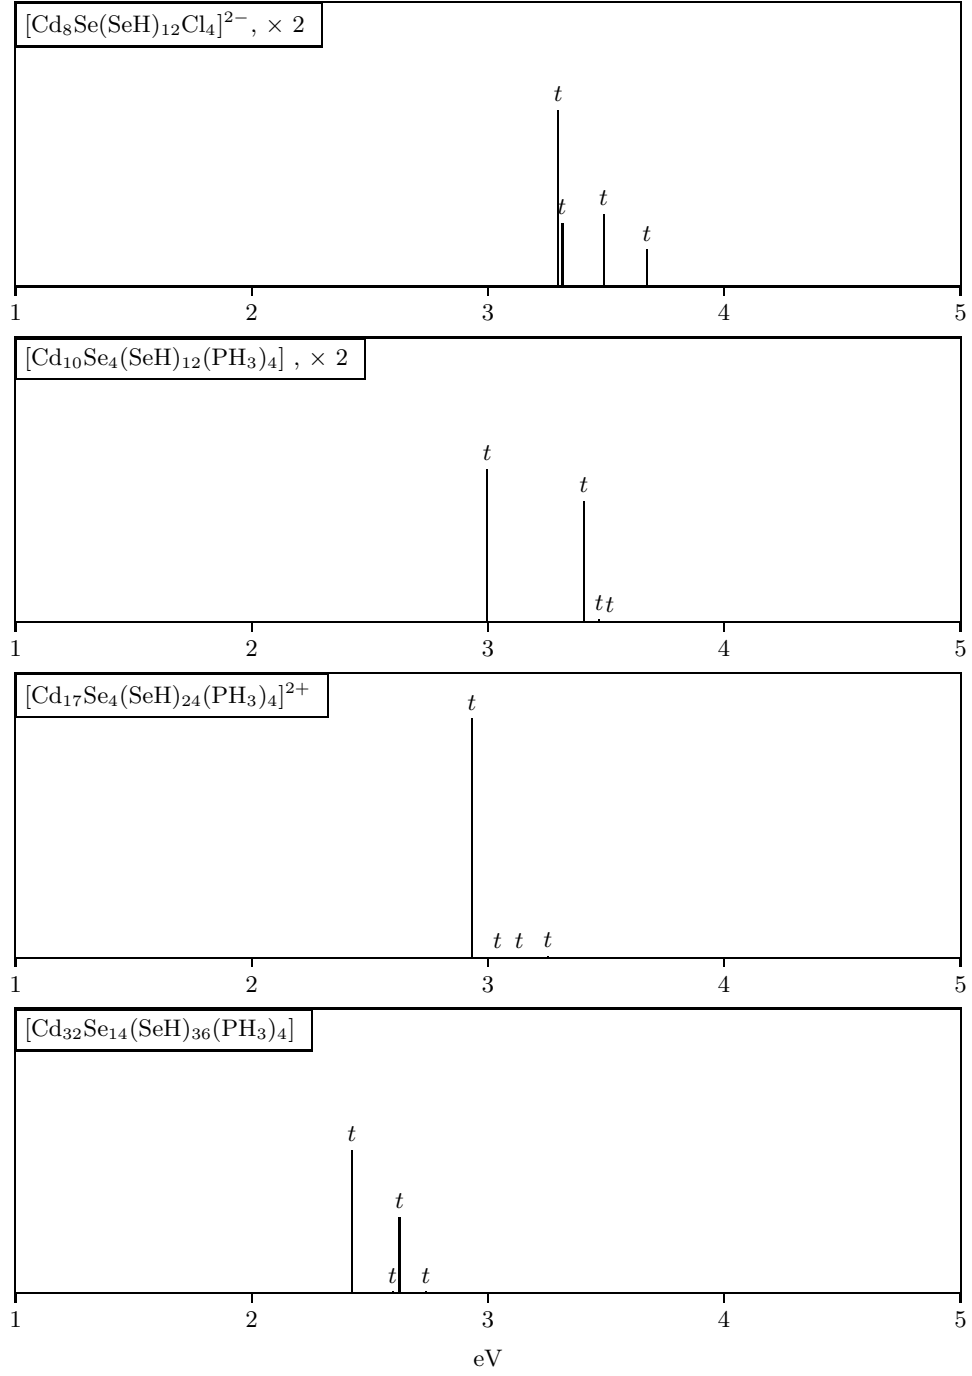 [Cd₈Se(SeH)₁₂Cl₄]²⁻, × 2
t
t
t
t
1 2 3 4 5
[Cd₁₀Se₄(SeH)₁₂(PH₃)₄] , × 2
t
t
t t
1 2 3 4 5
[Cd₁₇Se₄(SeH)₂₄(PH₃)₄]²⁺
t
t t t
1 2 3 4 5
[Cd₃₂Se₁₄(SeH)₃₆(PH₃)₄]
t
t
t t
1 2 3 4 5
eV